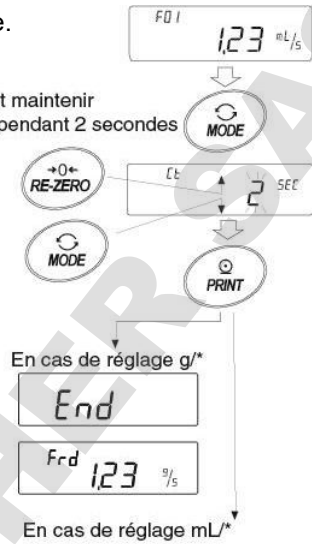 e.
F01
1,23 mL/s
t maintenir
pendant 2 secondes
MODE
→0←
RE-ZERO
Ct 2 SEC
MODE
PRINT
En cas de réglage g/*
End
Frd 1,23 g/s
En cas de réglage mL/*